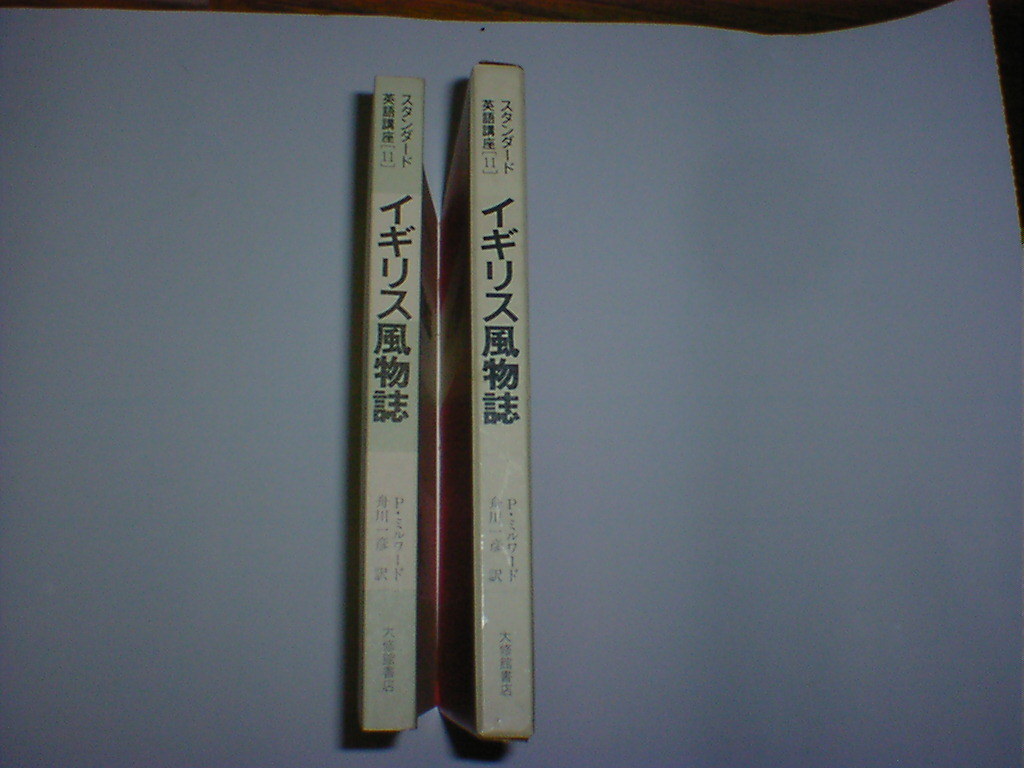 スタンダード
英語講座[11]
イギリス風物誌
P・ミルワード
舟川一彦 訳
大修館書店
スタンダード
英語講座[11]
イギリス風物誌
P・ミルワード
舟川一彦 訳
大修館書店